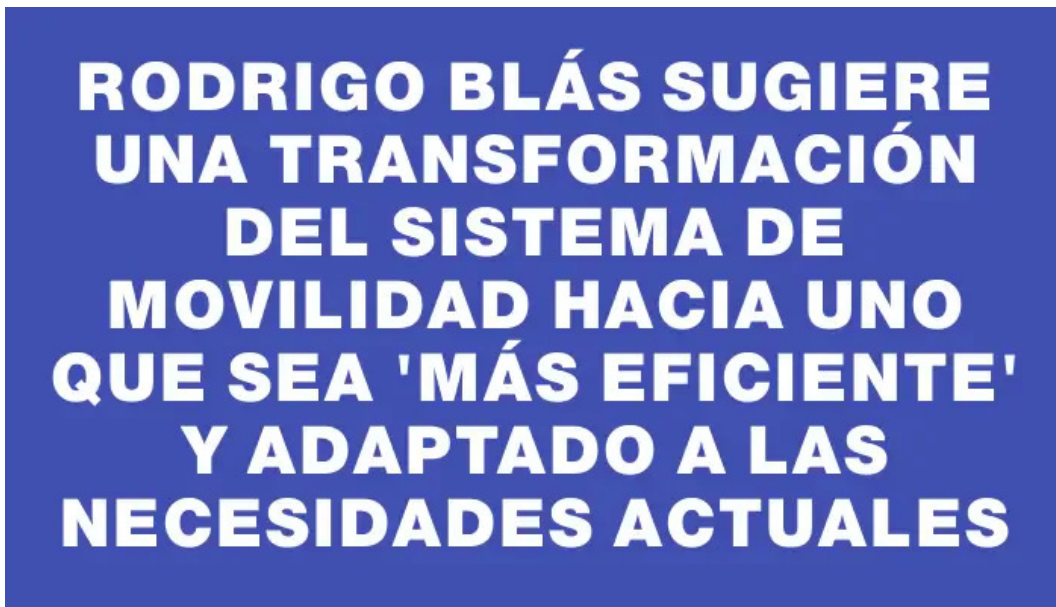 RODRIGO BLÁS SUGIERE
UNA TRANSFORMACIÓN
DEL SISTEMA DE
MOVILIDAD HACIA UNO
QUE SEA 'MÁS EFICIENTE'
Y ADAPTADO A LAS
NECESIDADES ACTUALES